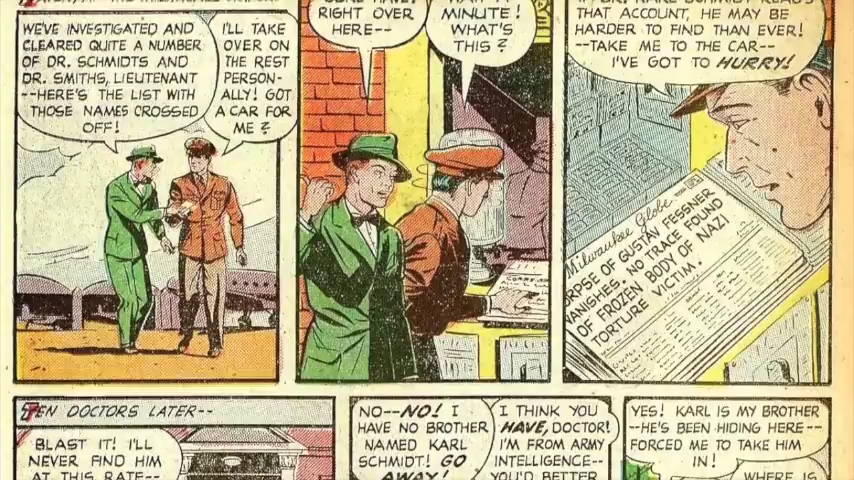 WE'VE INVESTIGATED AND
CLEARED QUITE A NUMBER
OF DR. SCHMIDTS AND
DR. SMITHS, LIEUTENANT
--HERE'S THE LIST WITH
THOSE NAMES CROSSED
OFF!
I'LL TAKE
OVER ON
THE REST
PERSON-
ALLY! GOT
A CAR FOR
ME?
RIGHT OVER
HERE--
MINUTE!
WHAT'S
THIS?
THAT ACCOUNT, HE MAY BE
HARDER TO FIND THAN EVER!
--TAKE ME TO THE CAR--
I'VE GOT TO HURRY!
Milwaukee Globe
CORPSE OF GUSTAV FESSNER
VANISHES. NO TRACE FOUND
OF FROZEN BODY OF NAZI
TORTURE VICTIM.
TEN DOCTORS LATER--
BLAST IT! I'LL
NEVER FIND HIM
AT THIS RATE--
NO--NO! I
HAVE NO BROTHER
NAMED KARL
SCHMIDT! GO
AWAY!
I THINK YOU
HAVE, DOCTOR!
I'M FROM ARMY
INTELLIGENCE--
YOU'D BETTER
YES! KARL IS MY BROTHER
--HE'S BEEN HIDING HERE--
FORCED ME TO TAKE HIM
IN!
WHERE IS